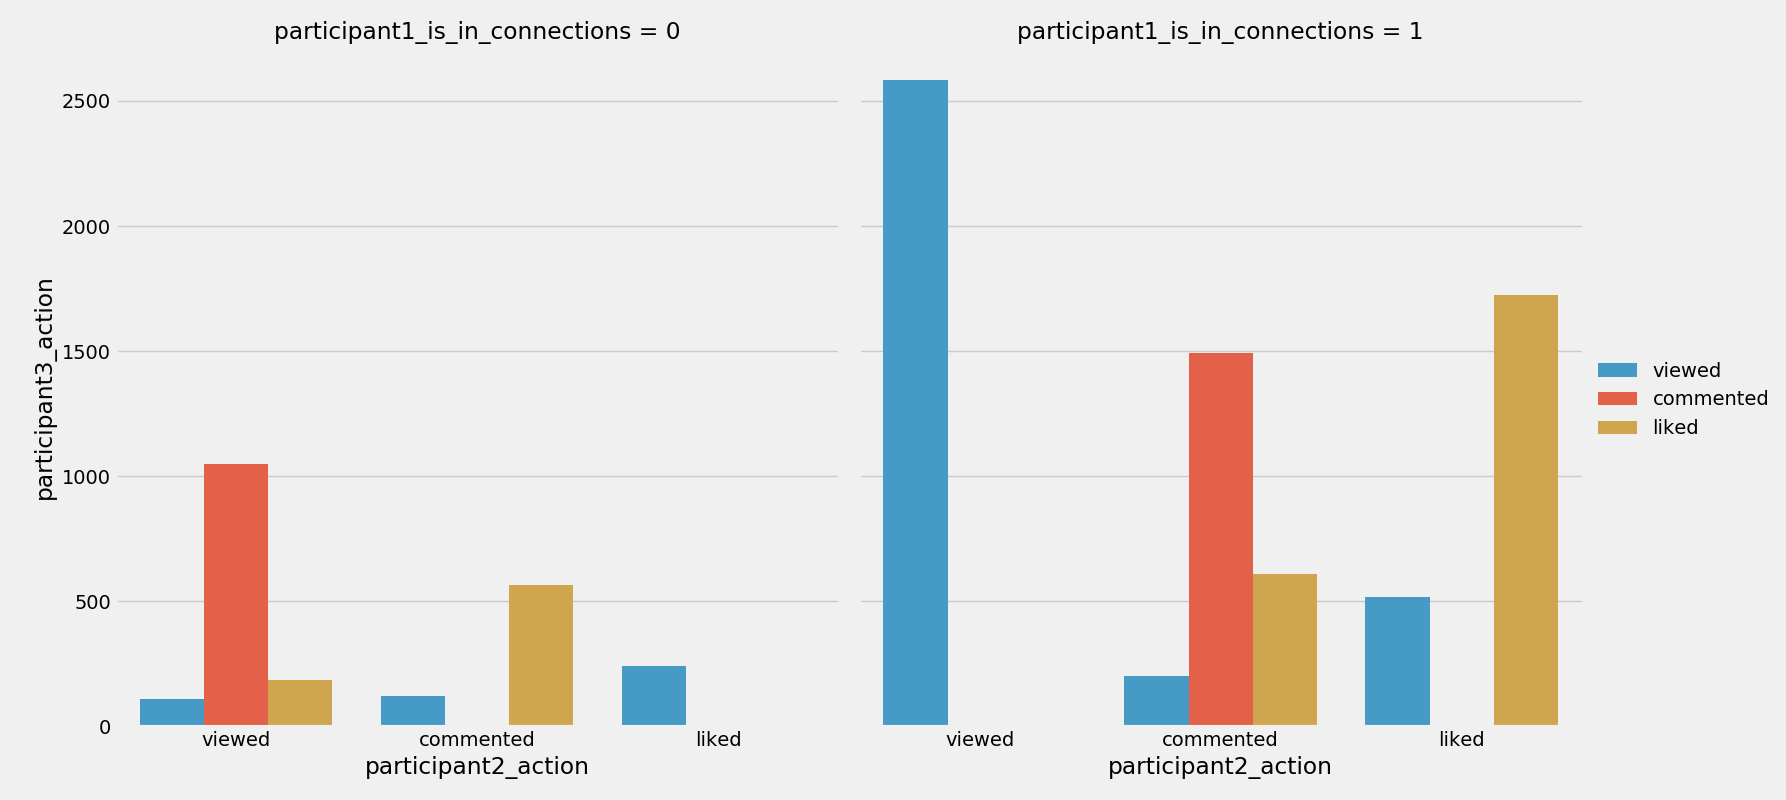 participant1_is_in_connections = 0
participant1_is_in_connections = 1
participant3_action
2500
2000
1500
1000
500
0
viewed
commented
liked
viewed
commented
liked
participant2_action
participant2_action
viewed
commented
liked